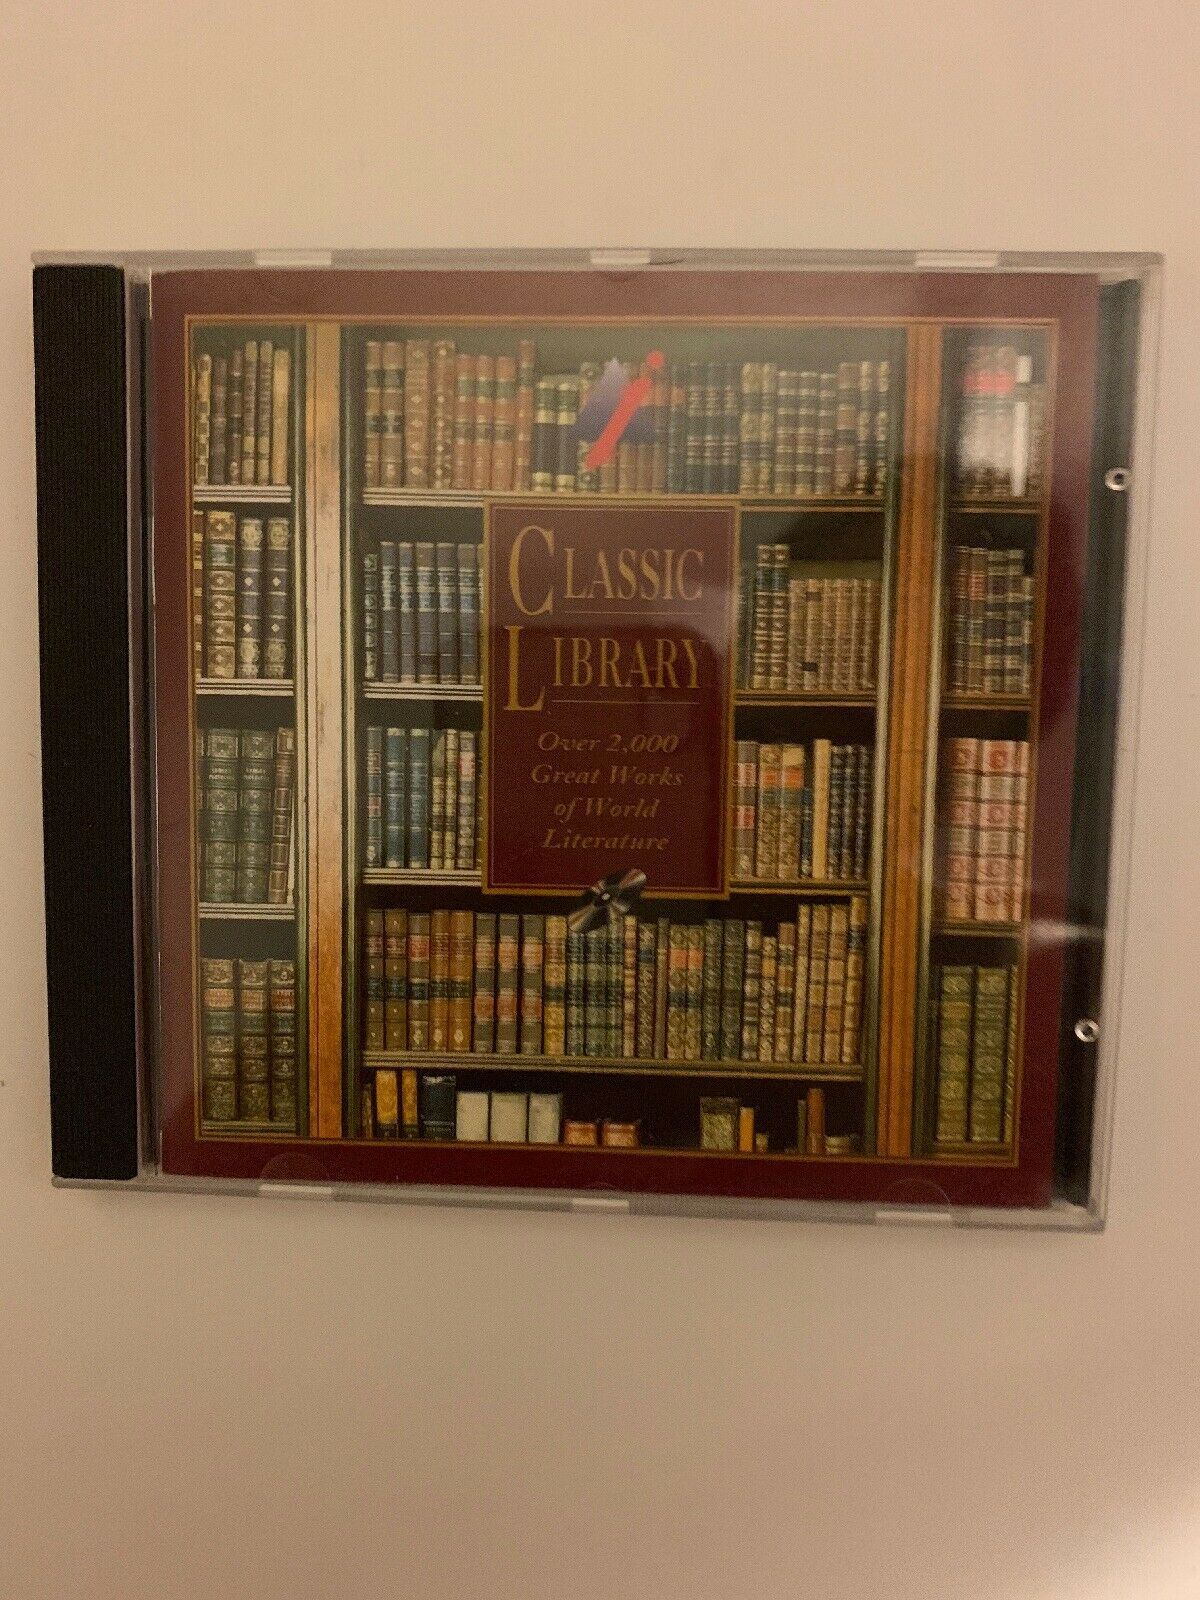 CLASSIC
LIBRARY
Over 2,000
Great Works
of World
Literature